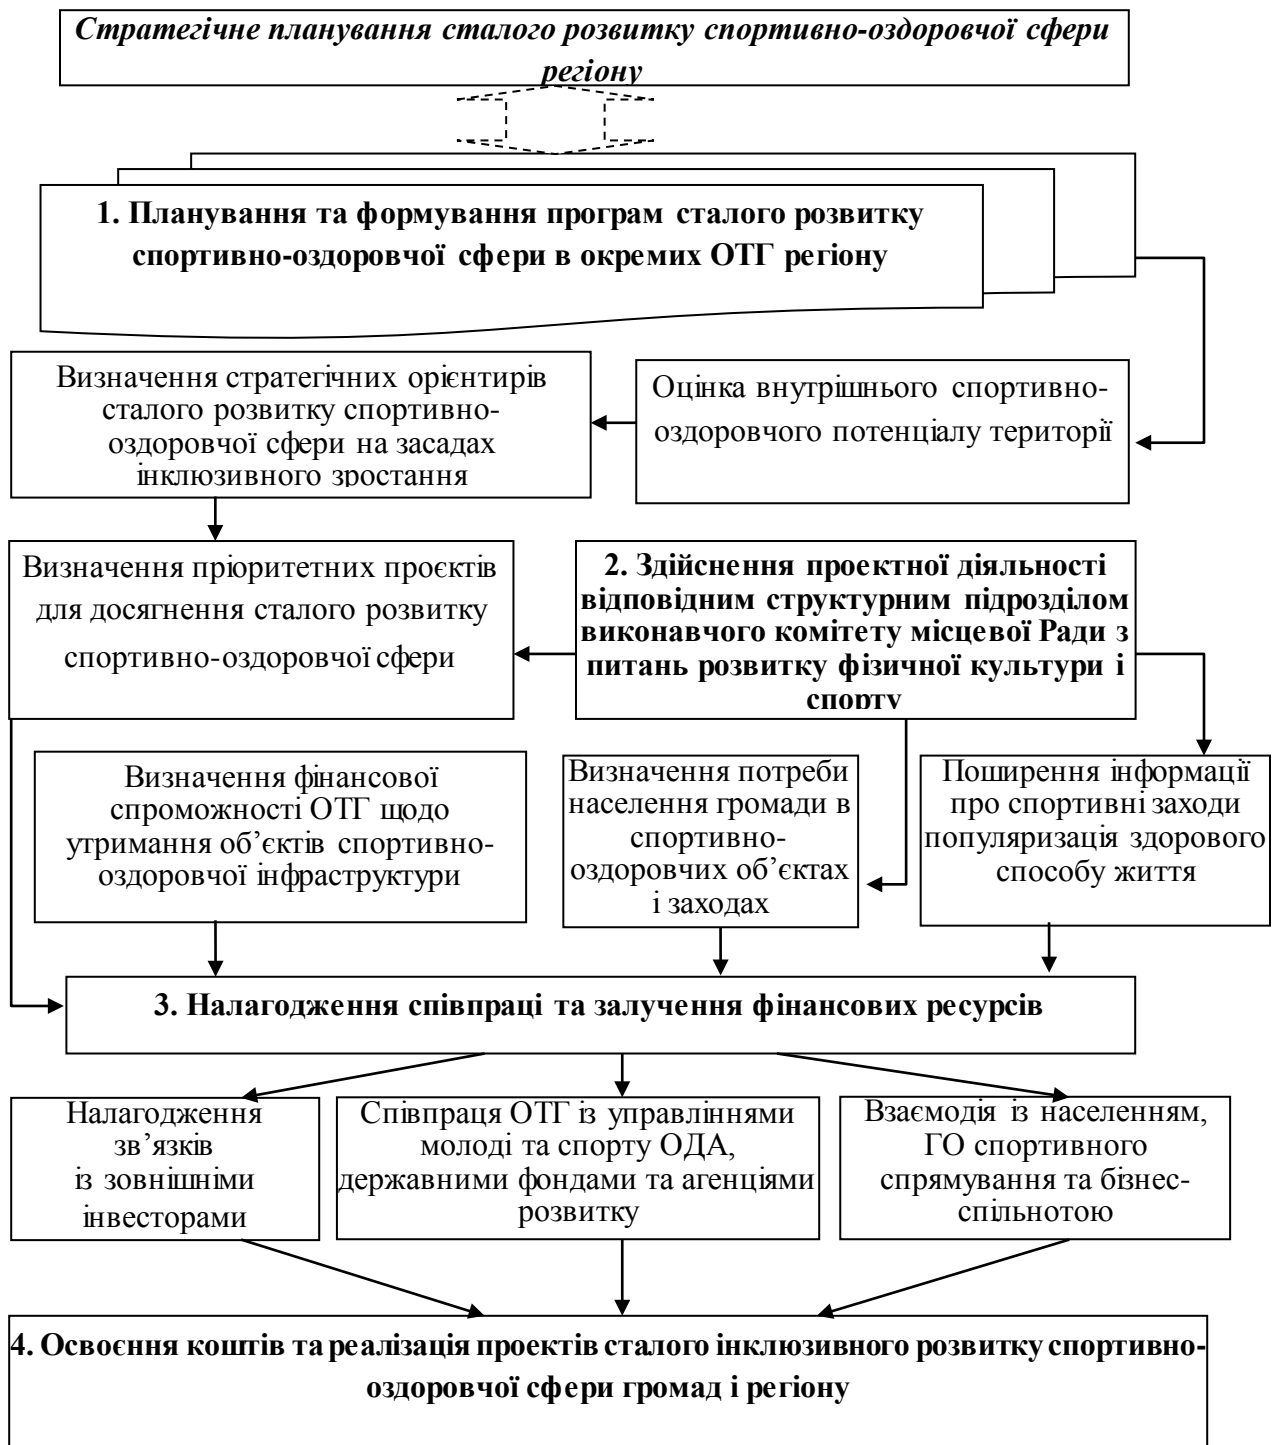 Стратегічне планування сталого розвитку спортивно-оздоровчої сфери
регіону
1. Планування та формування програм сталого розвитку
спортивно-оздоровчої сфери в окремих ОТГ регіону
Визначення стратегічних орієнтирів
сталого розвитку спортивно-
оздоровчої сфери на засадах
інклюзивного зростання
Оцінка внутрішнього спортивно-
оздоровчого потенціалу території
Визначення пріоритетних проєктів
для досягнення сталого розвитку
спортивно-оздоровчої сфери
2. Здійснення проектної діяльності
відповідним структурним підрозділом
виконавчого комітету місцевої Ради з
питань розвитку фізичної культури і
спорту
Визначення фінансової
спроможності ОТГ щодо
утримання об’єктів спортивно-
оздоровчої інфраструктури
Визначення потреби
населення громади в
спортивно-
оздоровчих об’єктах
і заходах
Поширення інформації
про спортивні заходи
популяризація здорового
способу життя
3. Налагодження співпраці та залучення фінансових ресурсів
Налагодження
зв’язків
із зовнішніми
інвесторами
Співпраця ОТГ із управліннями
молоді та спорту ОДА,
державними фондами та агенціями
розвитку
Взаємодія із населенням,
ГО спортивного
спрямування та бізнес-
спільнотою
4. Освоєння коштів та реалізація проектів сталого інклюзивного розвитку спортивно-
оздоровчої сфери громад і регіону